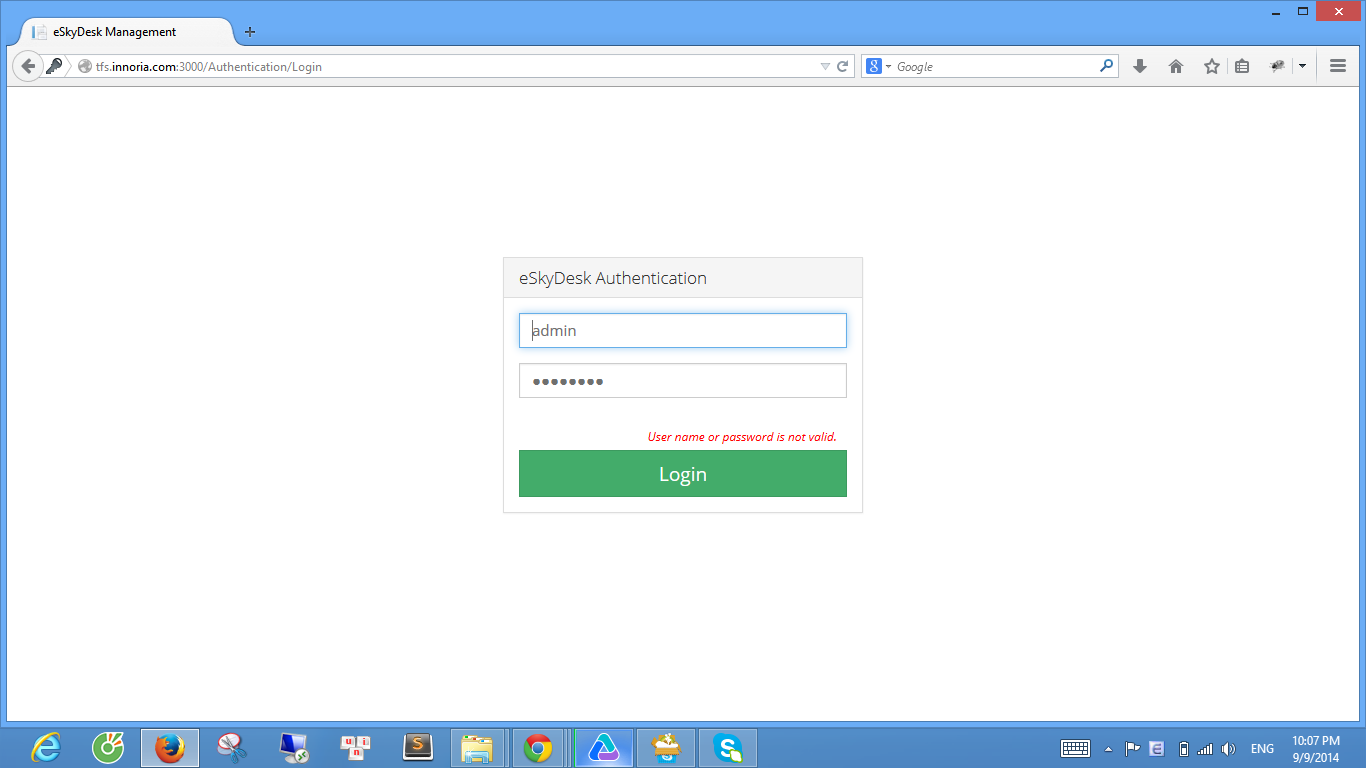 eSkyDesk Management
tfs.innoria.com:3000/Authentication/Login
Google
eSkyDesk Authentication
admin
User name or password is not valid.
Login
ENG
10:07 PM
9/9/2014